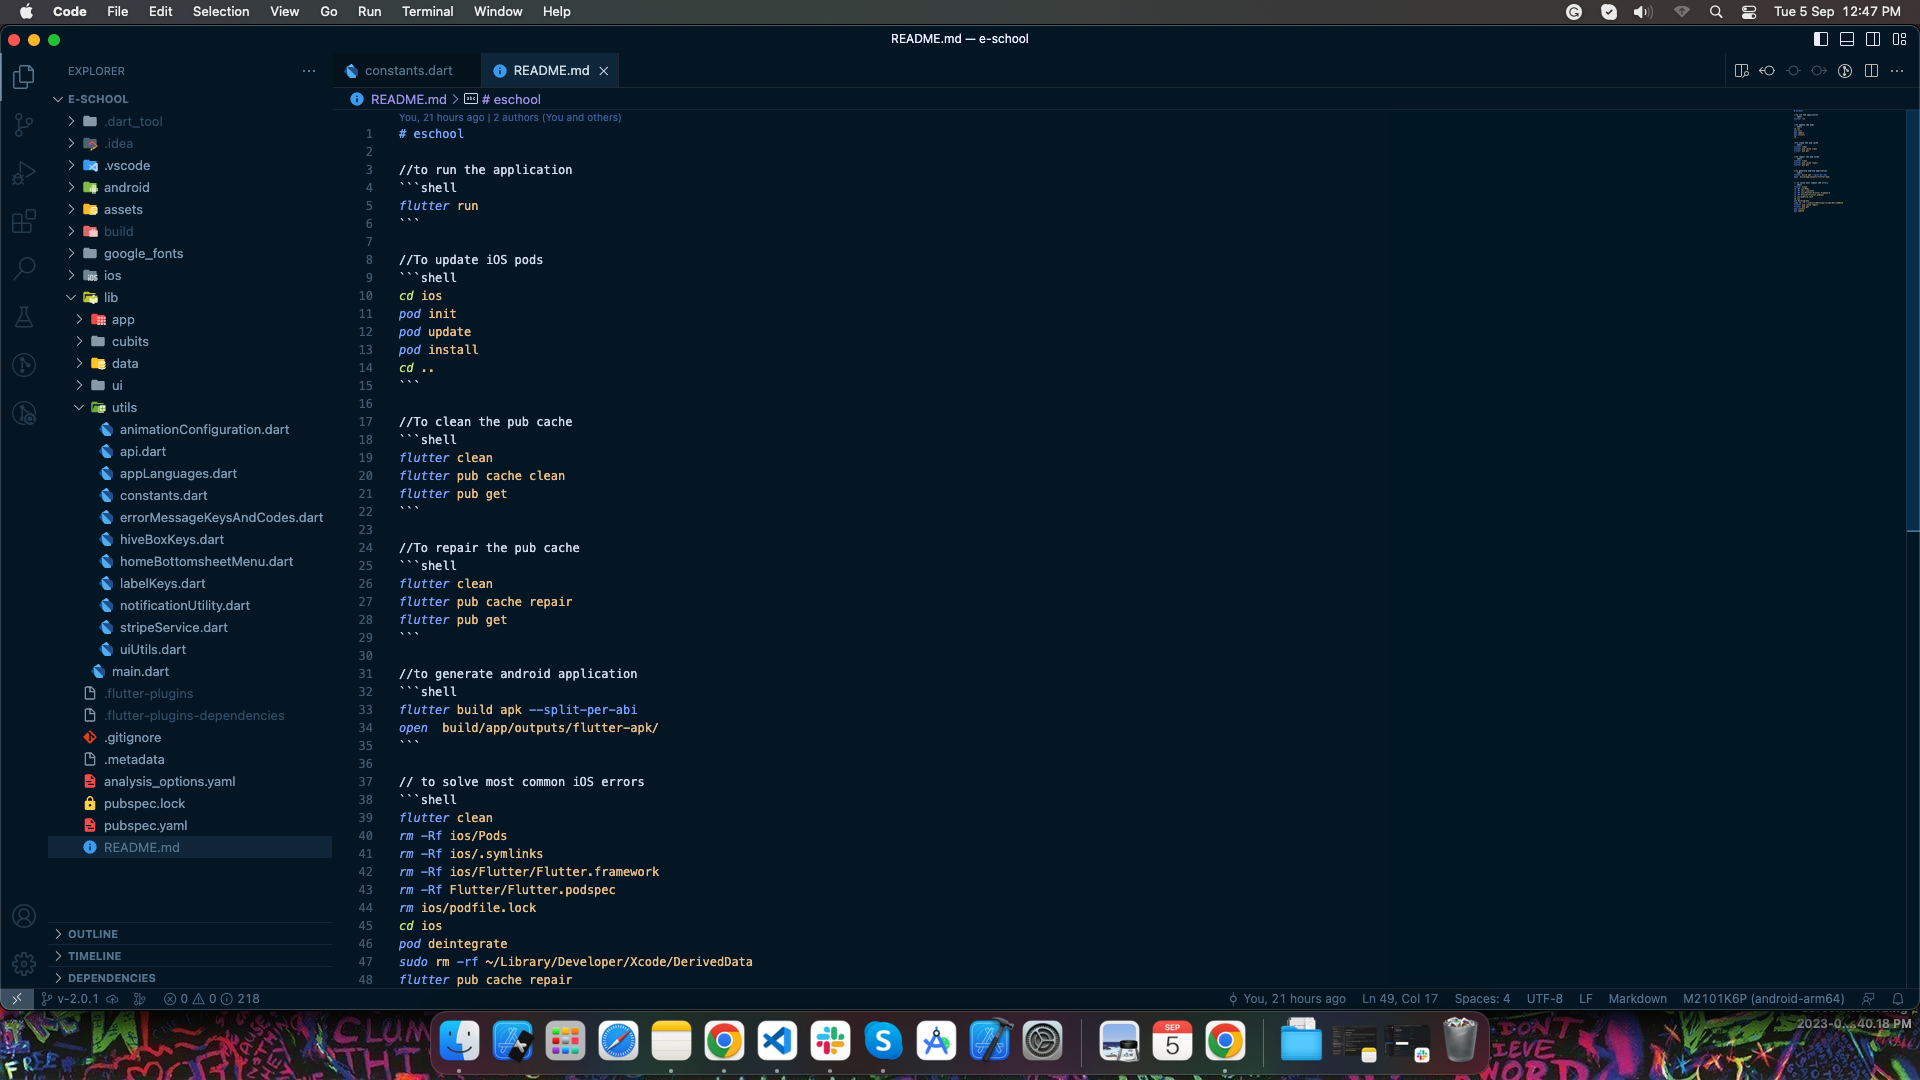 Code File Edit Selection View Go Run Terminal Window Help
Tue 5 Sep 12:47 PM
README.md — e-school
EXPLORER
constants.dart
README.md
E-SCHOOL
README.md > # eschool
.dart_tool
.idea
.vscode
android
assets
build
google_fonts
ios
lib
app
cubits
data
ui
utils
animationConfiguration.dart
api.dart
appLanguages.dart
constants.dart
errorMessageKeysAndCodes.dart
hiveBoxKeys.dart
homeBottomsheetMenu.dart
labelKeys.dart
notificationUtility.dart
stripeService.dart
uiUtils.dart
main.dart
.flutter-plugins
.flutter-plugins-dependencies
.gitignore
.metadata
analysis_options.yaml
pubspec.lock
pubspec.yaml
README.md
OUTLINE
TIMELINE
DEPENDENCIES
You, 21 hours ago | 2 authors (You and others)
1 # eschool
2
3 //to run the application
4 ```shell
5 flutter run
6 ```
7
8 //To update iOS pods
9 ```shell
10 cd ios
11 pod init
12 pod update
13 pod install
14 cd ..
15 ```
16
17 //To clean the pub cache
18 ```shell
19 flutter clean
20 flutter pub cache clean
21 flutter pub get
22 ```
23
24 //To repair the pub cache
25 ```shell
26 flutter clean
27 flutter pub cache repair
28 flutter pub get
29 ```
30
31 //to generate android application
32 ```shell
33 flutter build apk --split-per-abi
34 open  build/app/outputs/flutter-apk/
35 ```
36
37 // to solve most common iOS errors
38 ```shell
39 flutter clean
40 rm -Rf ios/Pods
41 rm -Rf ios/.symlinks
42 rm -Rf ios/Flutter/Flutter.framework
43 rm -Rf Flutter/Flutter.podspec
44 rm ios/podfile.lock
45 cd ios
46 pod deintegrate
47 sudo rm -rf ~/Library/Developer/Xcode/DerivedData
48 flutter pub cache repair
v-2.0.1 0 0 218
You, 21 hours ago Ln 49, Col 17 Spaces: 4 UTF-8 LF Markdown M2101K6P (android-arm64)
2023-0...40.18 PM
SEP
5